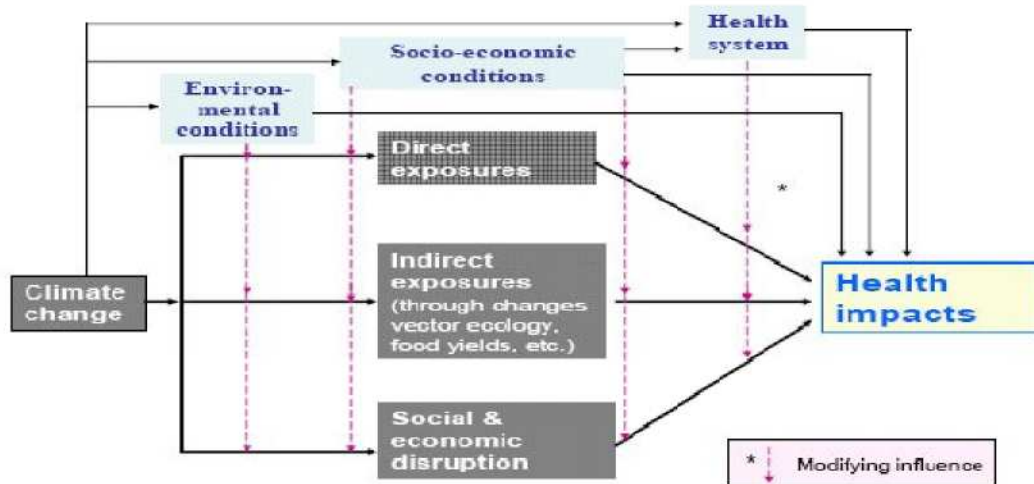 Health
system
Socio-economic
conditions
Environ-
mental
conditions
Direct
exposures
*
Indirect
exposures
(through changes
vector ecology,
food yields, etc.)
Climate
change
Health
impacts
Social &
economic
disruption
* Modifying influence